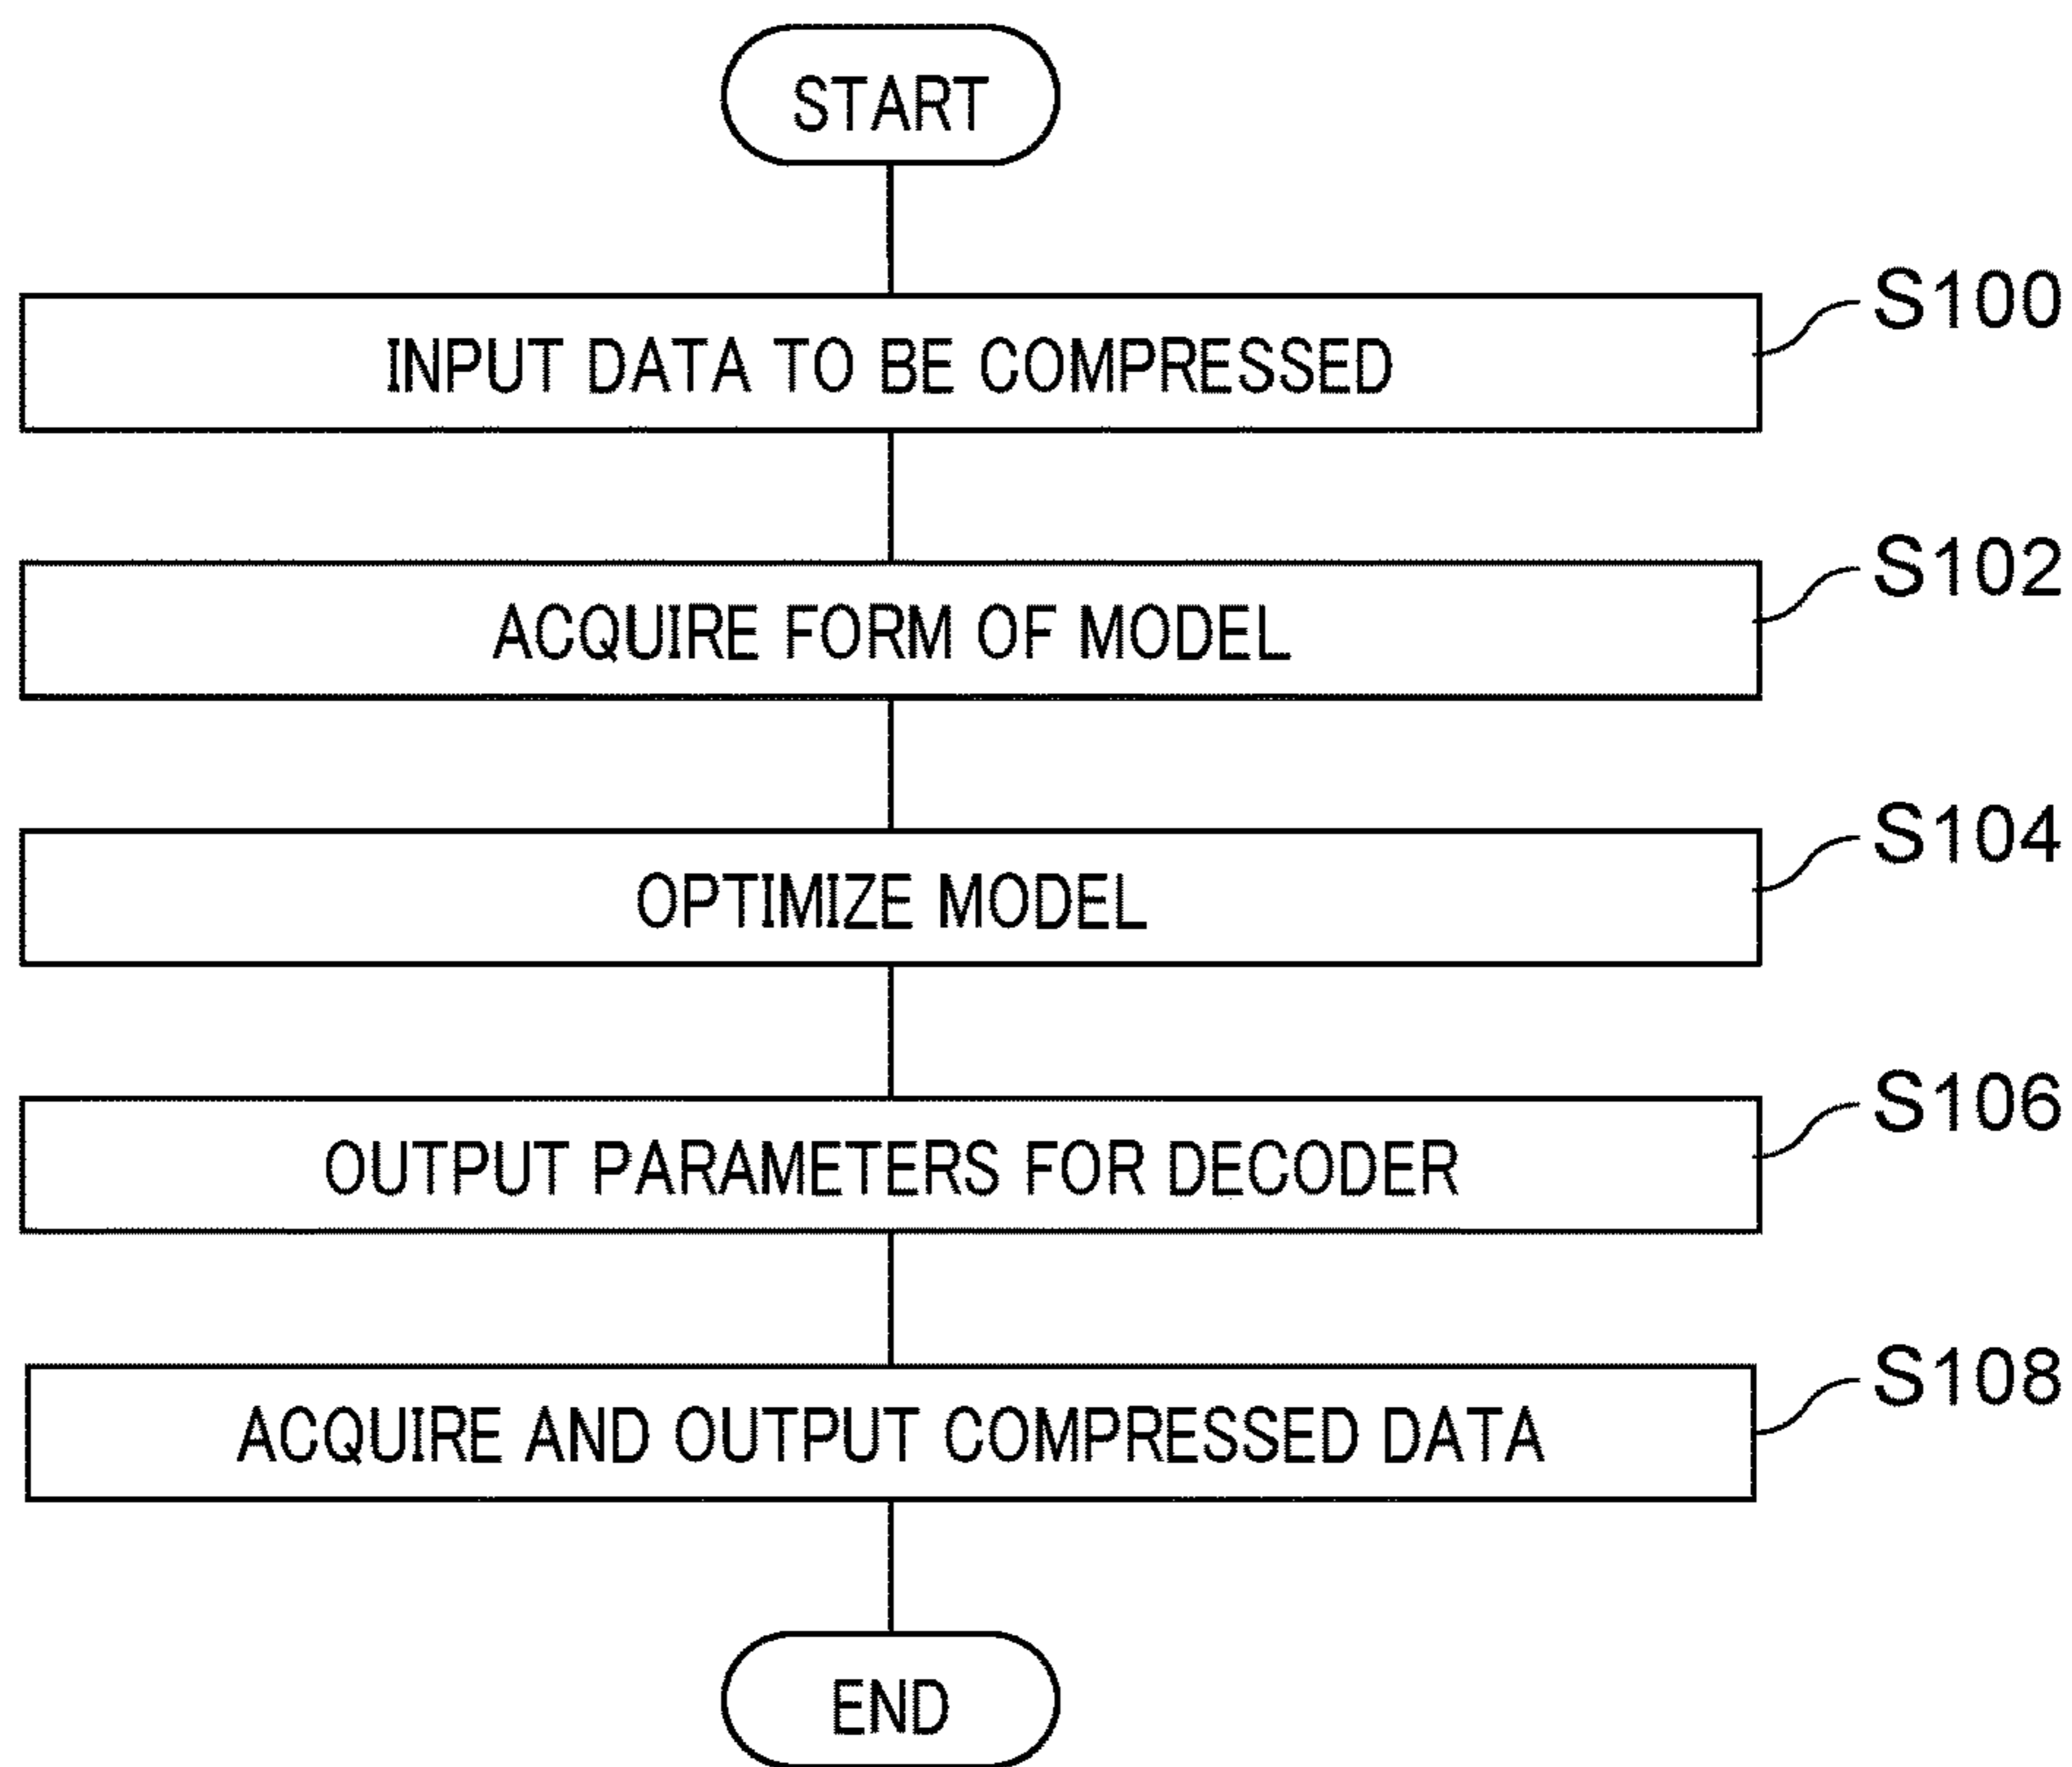 START
INPUT DATA TO BE COMPRESSED
S100
ACQUIRE FORM OF MODEL
S102
OPTIMIZE MODEL
S104
OUTPUT PARAMETERS FOR DECODER
S106
ACQUIRE AND OUTPUT COMPRESSED DATA
S108
END